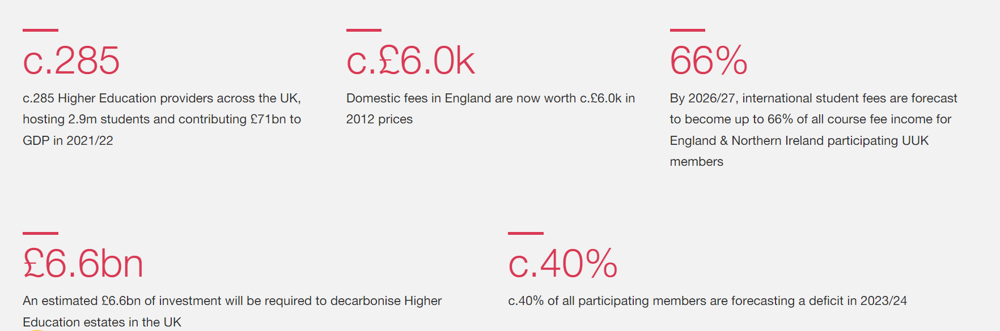 c.285
c.285 Higher Education providers across the UK,
hosting 2.9m students and contributing £71bn to
GDP in 2021/22
c.£6.0k
Domestic fees in England are now worth c.£6.0k in
2012 prices
66%
By 2026/27, international student fees are forecast
to become up to 66% of all course fee income for
England & Northern Ireland participating UUK
members
£6.6bn
An estimated £6.6bn of investment will be required to decarbonise Higher
Education estates in the UK
c.40%
c.40% of all participating members are forecasting a deficit in 2023/24